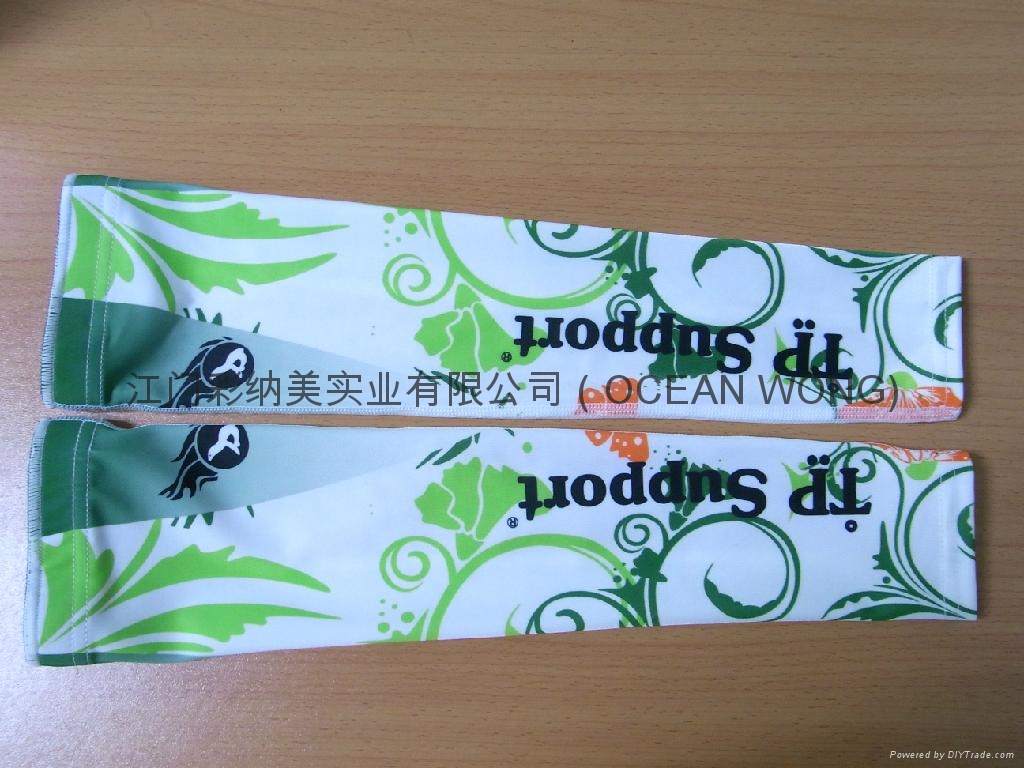 TP Support®
江门彩纳美实业有限公司 ( OCEAN WONG)
TP Support®
Powered by DIYTrade.com